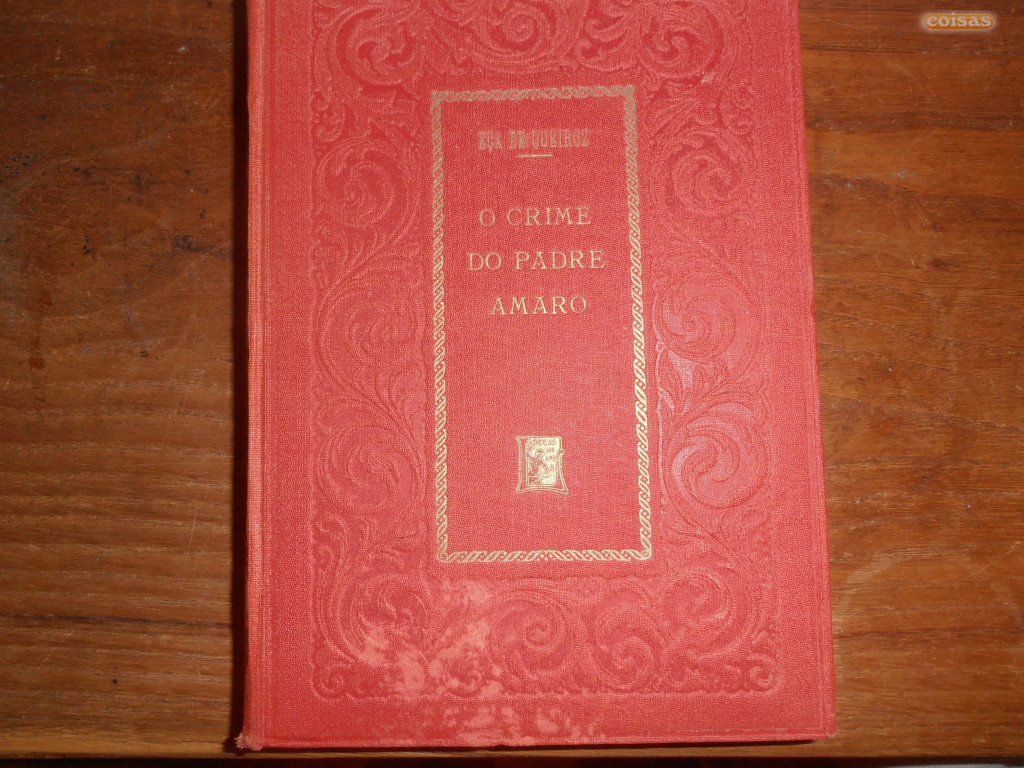 coisas
EÇA DE QUEIROZ
O CRIME
DO PADRE
AMARO